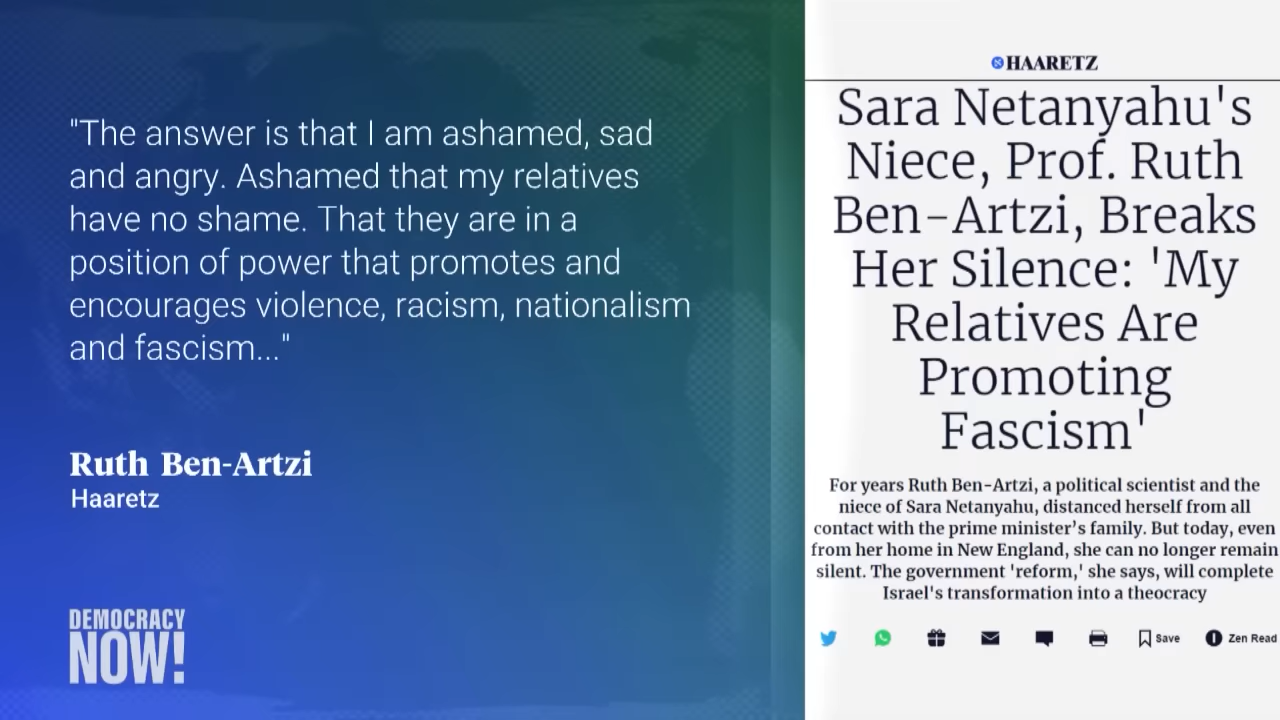 "The answer is that I am ashamed, sad
and angry. Ashamed that my relatives
have no shame. That they are in a
position of power that promotes and
encourages violence, racism, nationalism
and fascism..."
Ruth Ben-Artzi
Haaretz
DEMOCRACY
NOW!
HAARETZ
Sara Netanyahu's
Niece, Prof. Ruth
Ben-Artzi, Breaks
Her Silence: 'My
Relatives Are
Promoting
Fascism'
For years Ruth Ben-Artzi, a political scientist and the
niece of Sara Netanyahu, distanced herself from all
contact with the prime minister's family. But today, even
from her home in New England, she can no longer remain
silent. The government 'reform,' she says, will complete
Israel's transformation into a theocracy
Save
Zen Read